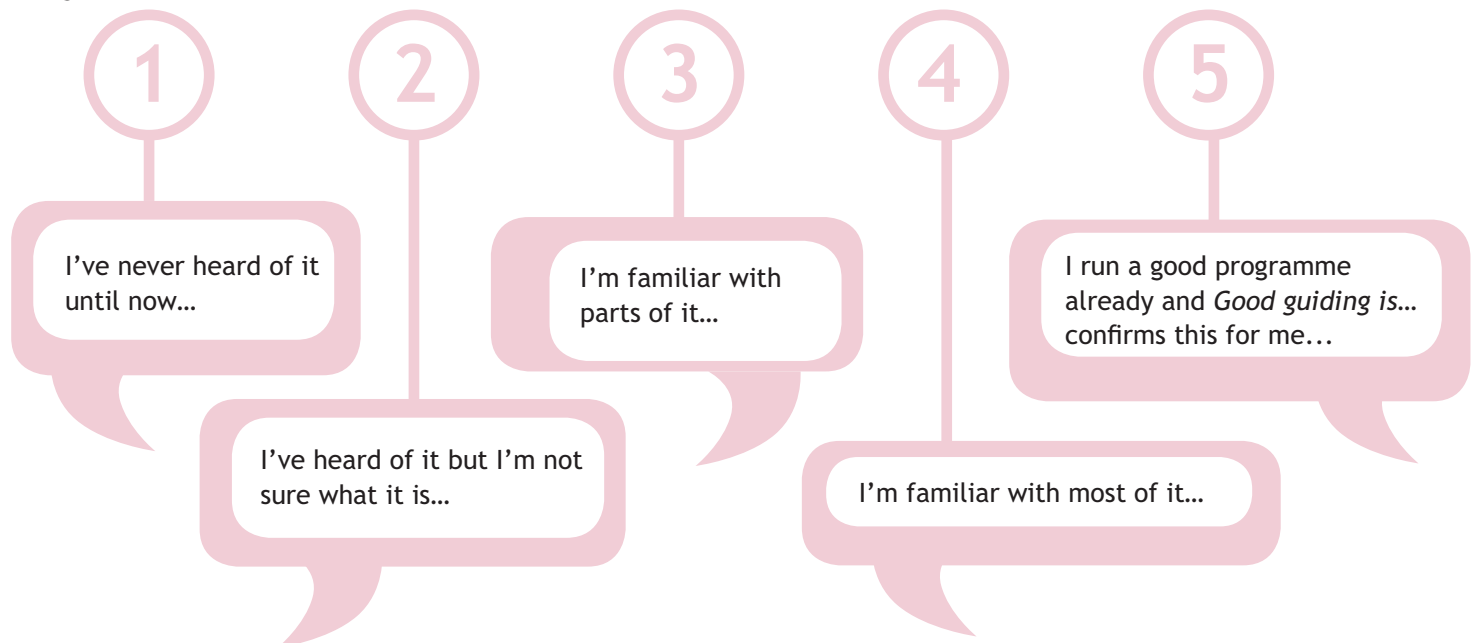 1
2
3
4
5
I've never heard of it
until now…
I've heard of it but I'm not
sure what it is…
I'm familiar with
parts of it…
I'm familiar with most of it…
I run a good programme
already and Good guiding is…
confirms this for me...